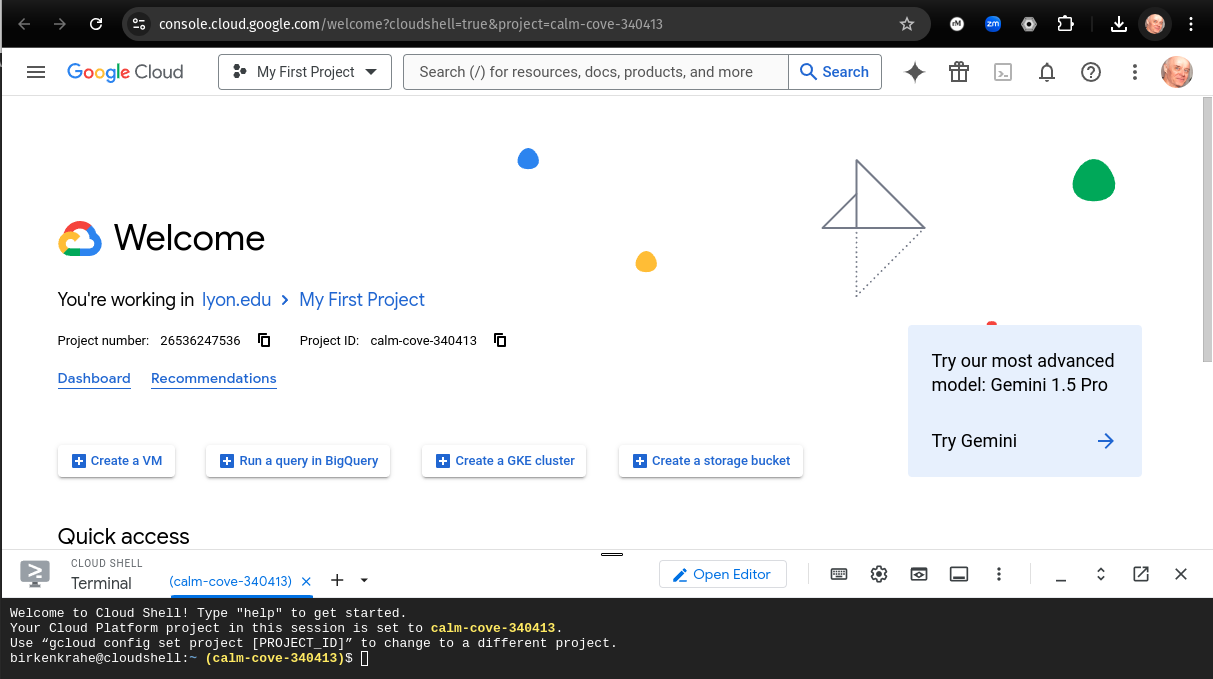 console.cloud.google.com/welcome?cloudshell=true&project=calm-cove-340413
zm
Google Cloud
My First Project
Search (/) for resources, docs, products, and more
Search
Welcome
You're working in lyon.edu > My First Project
Project number: 26536247536 Project ID: calm-cove-340413
Dashboard Recommendations
Try our most advanced
model: Gemini 1.5 Pro
Try Gemini
Create a VM Run a query in BigQuery Create a GKE cluster Create a storage bucket
Quick access
CLOUD SHELL
Terminal (calm-cove-340413) Open Editor
Welcome to Cloud Shell! Type "help" to get started.
Your Cloud Platform project in this session is set to calm-cove-340413.
Use “gcloud config set project [PROJECT_ID]” to change to a different project.
birkenkrahe@cloudshell:~ (calm-cove-340413)$